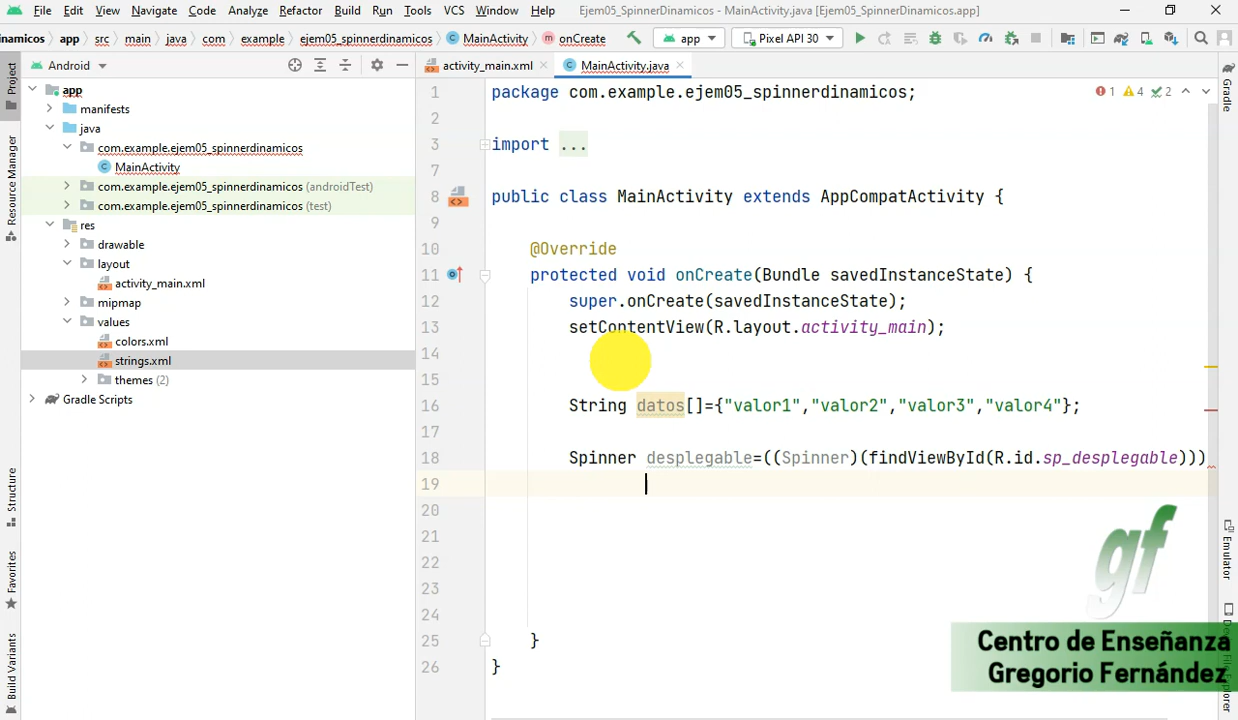 File Edit View Navigate Code Analyze Refactor Build Run Tools VCS Window Help Ejem05_SpinnerDinamicos - MainActivity.java [Ejem05_SpinnerDinamicos.app]
inamicos app src main java com example ejem05_spinnerdinamicos MainActivity onCreate app Pixel API 30
Android
activity_main.xml MainActivity.java
Project
Resource Manager
Structure
Favorites
Build Variants
app
manifests
java
com.example.ejem05_spinnerdinamicos
MainActivity
com.example.ejem05_spinnerdinamicos (androidTest)
com.example.ejem05_spinnerdinamicos (test)
res
drawable
layout
activity_main.xml
mipmap
values
colors.xml
strings.xml
themes (2)
Gradle Scripts
1 package com.example.ejem05_spinnerdinamicos;
1 4 2
2
3 import ...
7
8 public class MainActivity extends AppCompatActivity {
9
10 @Override
11 protected void onCreate(Bundle savedInstanceState) {
12 super.onCreate(savedInstanceState);
13 setContentView(R.layout.activity_main);
14
15
16 String datos[]={"valor1","valor2","valor3","valor4"};
17
18 Spinner desplegable=((Spinner)(findViewById(R.id.sp_desplegable)))
19
20
21
22
23
24
25 }
26 }
Gradle
Emulator
gf
Centro de Enseñanza
Gregorio Fernández